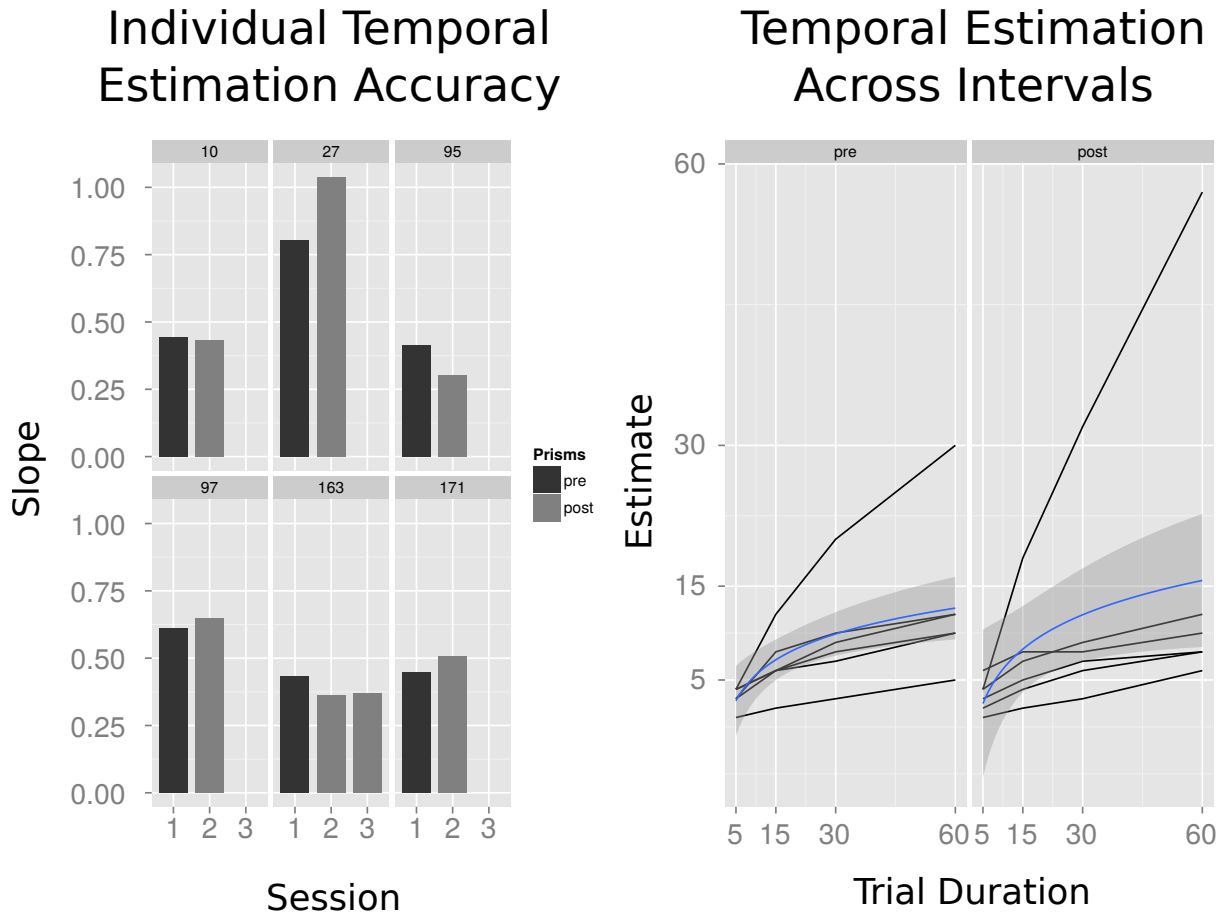 Individual Temporal
Estimation Accuracy
10 27 95
1.00
0.75
0.50
0.25
0.00
97 163 171
1.00
0.75
0.50
0.25
0.00
1 2 3 1 2 3 1 2 3
Slope
Session
Prisms
pre
post
Temporal Estimation
Across Intervals
pre post
60
30
15
5
5 15 30 60 5 15 30 60
Estimate
Trial Duration